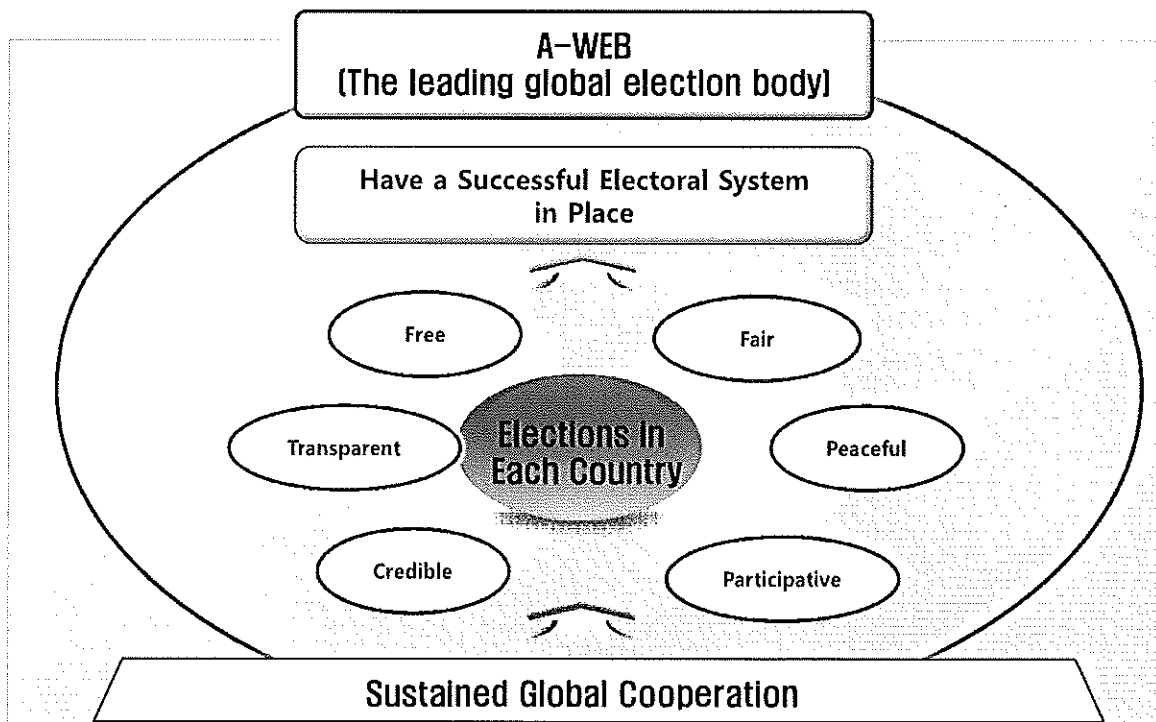 A-WEB
(The leading global election body)
Have a Successful Electoral System
in Place
Free
Fair
Transparent
Elections in
Each Country
Peaceful
Credible
Participative
Sustained Global Cooperation